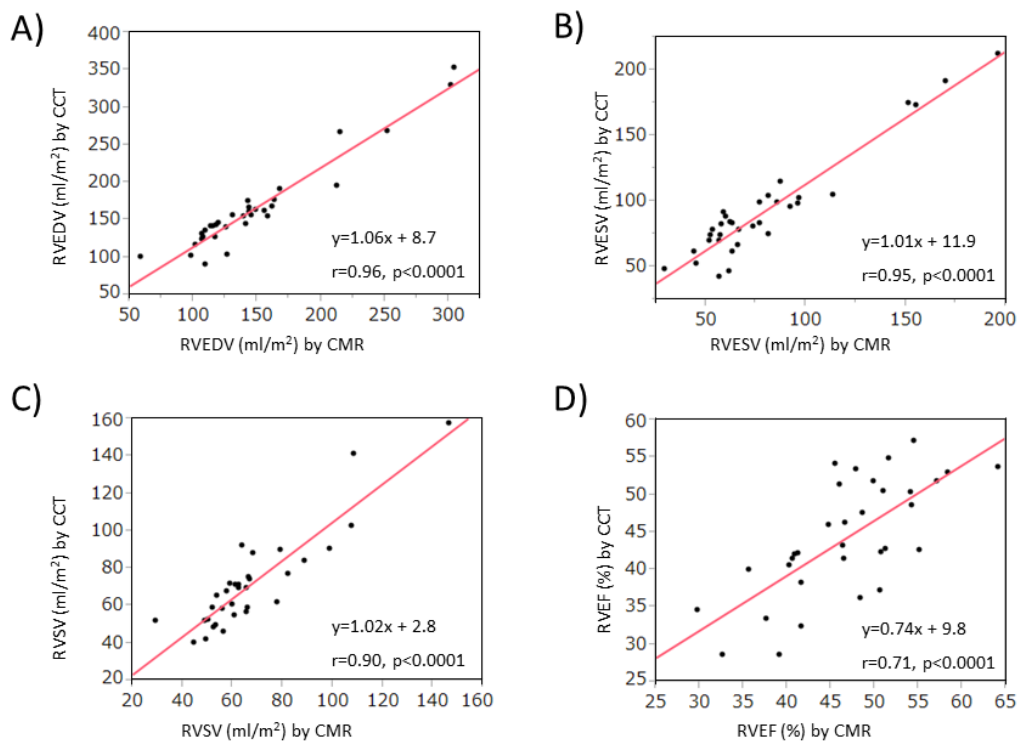 A)
400
350
300
250
200
150
100
50
RVEDV (ml/m²) by CCT
y=1.06x + 8.7
r=0.96, p<0.0001
50 100 150 200 250 300
RVEDV (ml/m²) by CMR
B)
200
150
100
50
RVESV (ml/m²) by CCT
y=1.01x + 11.9
r=0.95, p<0.0001
50 100 150 200
RVESV (ml/m²) by CMR
C)
160
140
120
100
80
60
40
20
RVSV (ml/m²) by CCT
y=1.02x + 2.8
r=0.90, p<0.0001
20 40 60 80 100 120 140 160
RVSV (ml/m²) by CMR
D)
60
55
50
45
40
35
30
25
RVEF (%) by CCT
y=0.74x + 9.8
r=0.71, p<0.0001
25 30 35 40 45 50 55 60 65
RVEF (%) by CMR